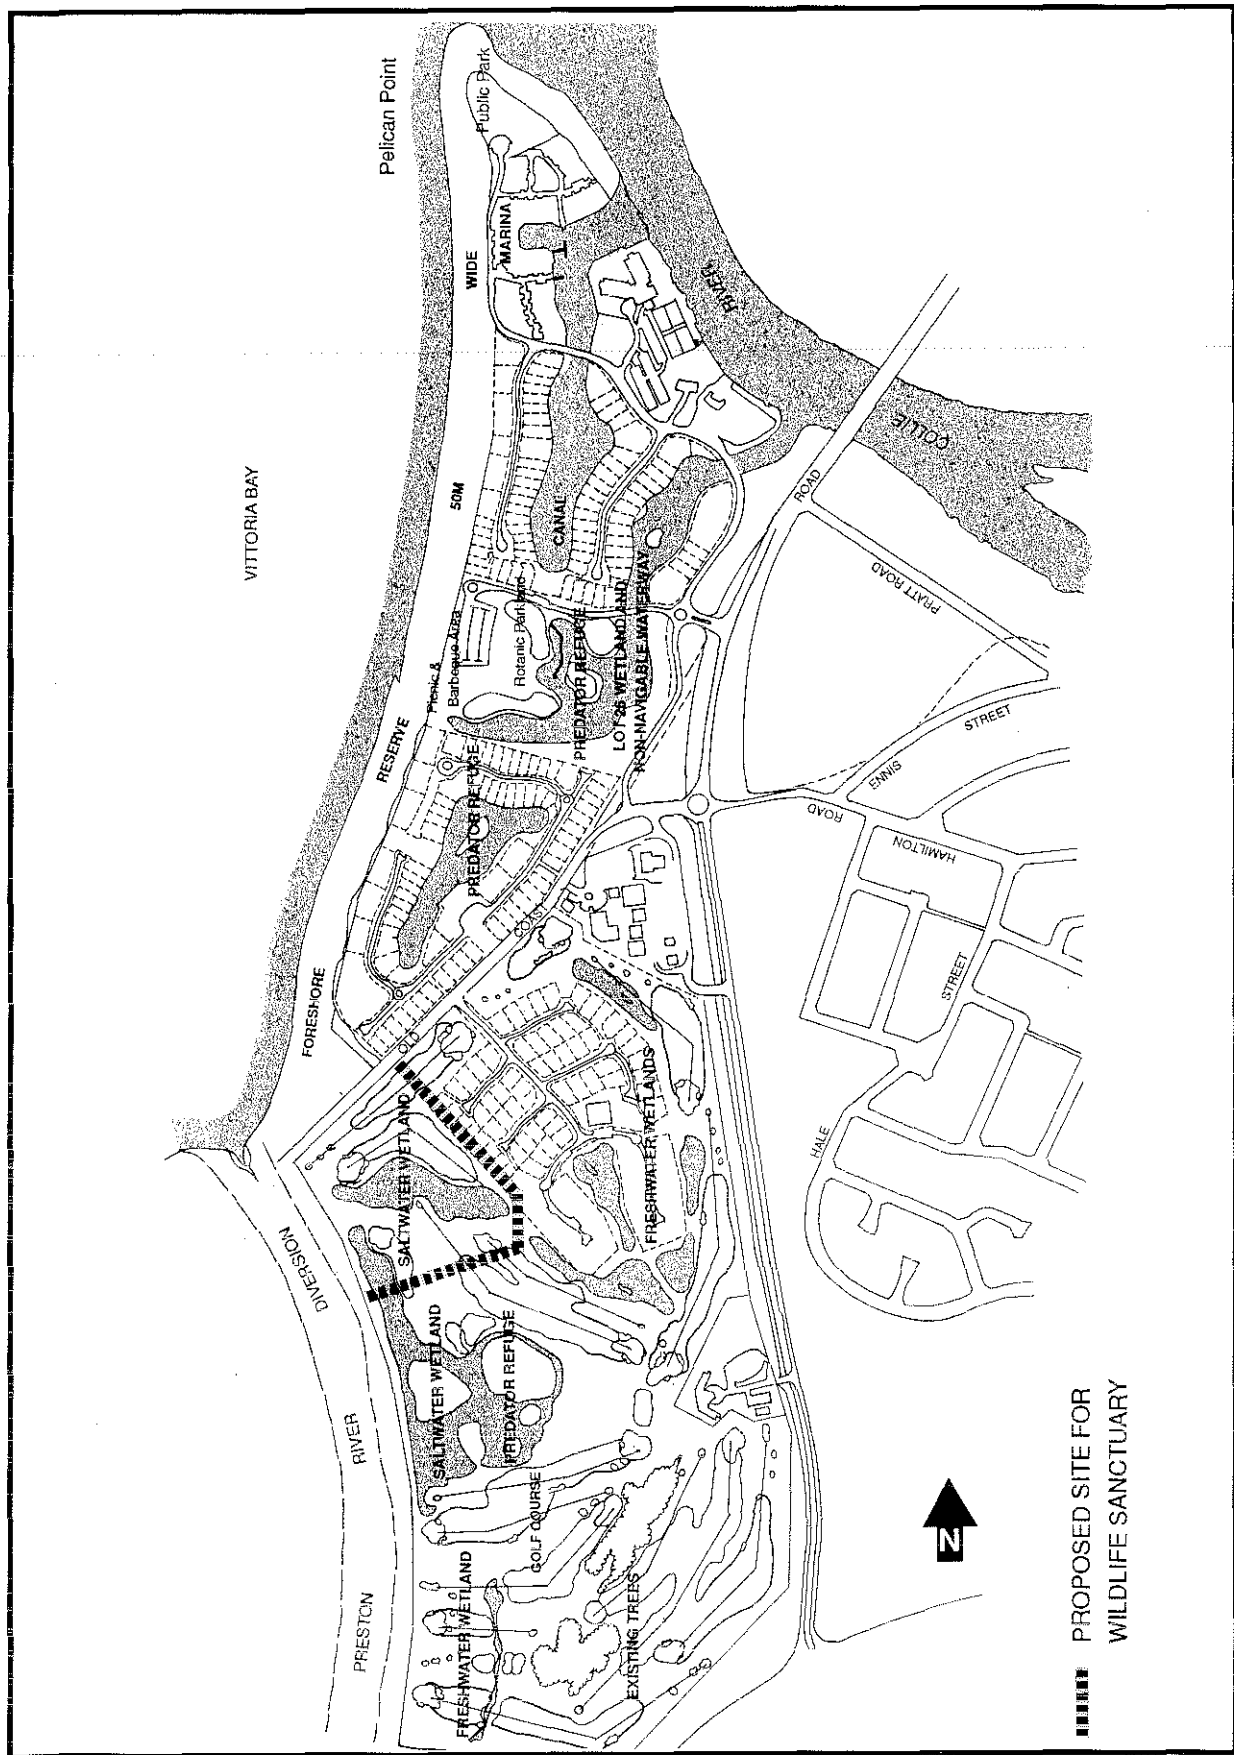 Pelican Point
Public Park
MARINA
WIDE
RIVER
COLLIE
VITTORIA BAY
50M
CANAL
ROAD
PRATT ROAD
Picnic &
Barbeque Area
Botanic Parkland
PREDATOR REFUGE
LOT 26 WETLAND AND
NON-NAVIGABLE WATERWAY
RESERVE
PREDATOR REFUGE
STREET
ENNIS
ROAD
HAMILTON
STREET
HALE
COAST
OLD
FORESHORE
SALTWATER WETLAND
FRESHWATER WETLANDS
DIVERSION
SALTWATER WETLAND
PREDATOR REFUGE
RIVER
PRESTON
GOLF COURSE
FRESHWATER WETLAND
EXISTING TREES
N
PROPOSED SITE FOR
WILDLIFE SANCTUARY